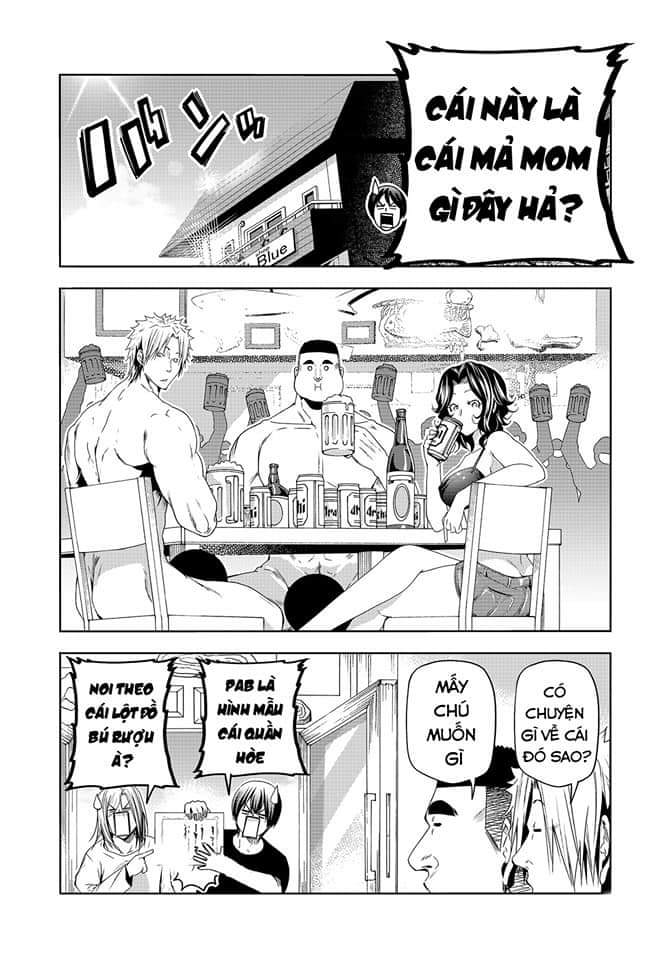 CÁI NÀY LÀ
CÁI MẢ MOM
GÌ ĐÂY HẢ?
Blue
CÓ
CHUYỆN
GÌ VỀ CÁI
ĐÓ SAO?
MẤY
CHÚ
MUỐN
GÌ
PAB LÀ
HÌNH MẪU
CÁI QUẦN
HÒE
NOI THEO
CÁI LỘT ĐỒ
BÚ RƯỢU
À?